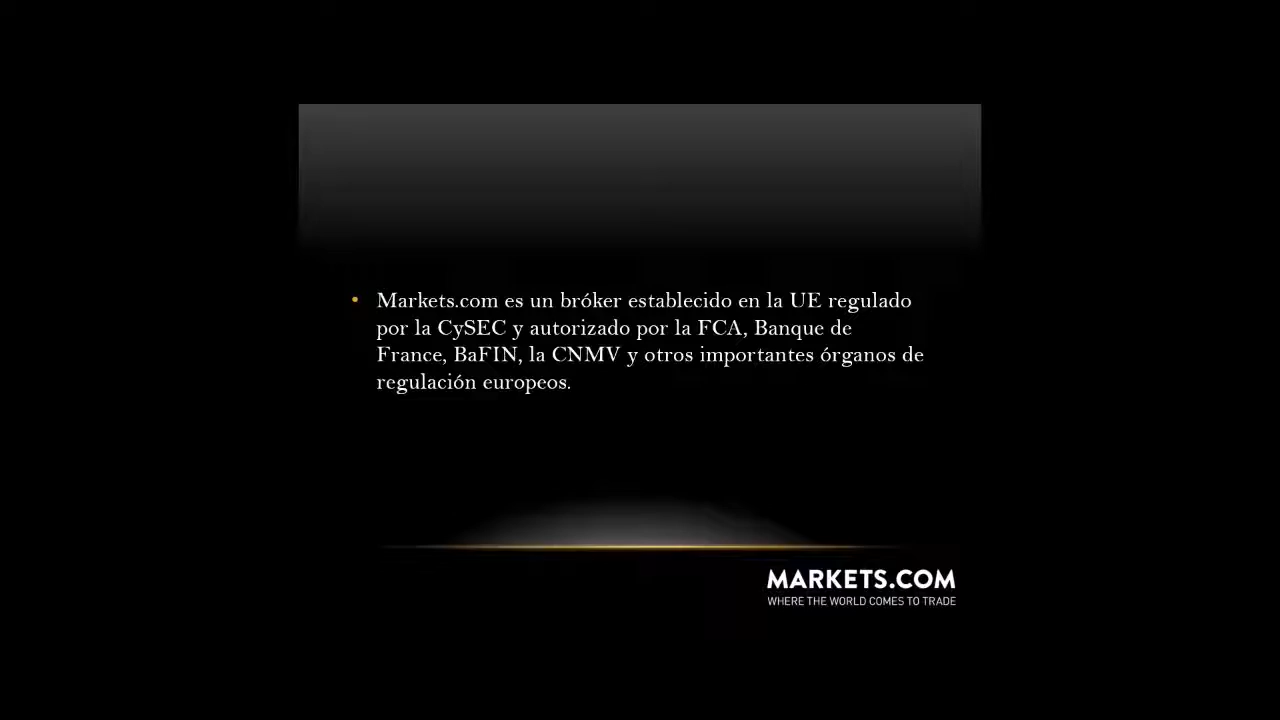 • Markets.com es un bróker establecido en la UE regulado
por la CySEC y autorizado por la FCA, Banque de
France, BaFIN, la CNMV y otros importantes órganos de
regulación europeos.
MARKETS.COM
WHERE THE WORLD COMES TO TRADE